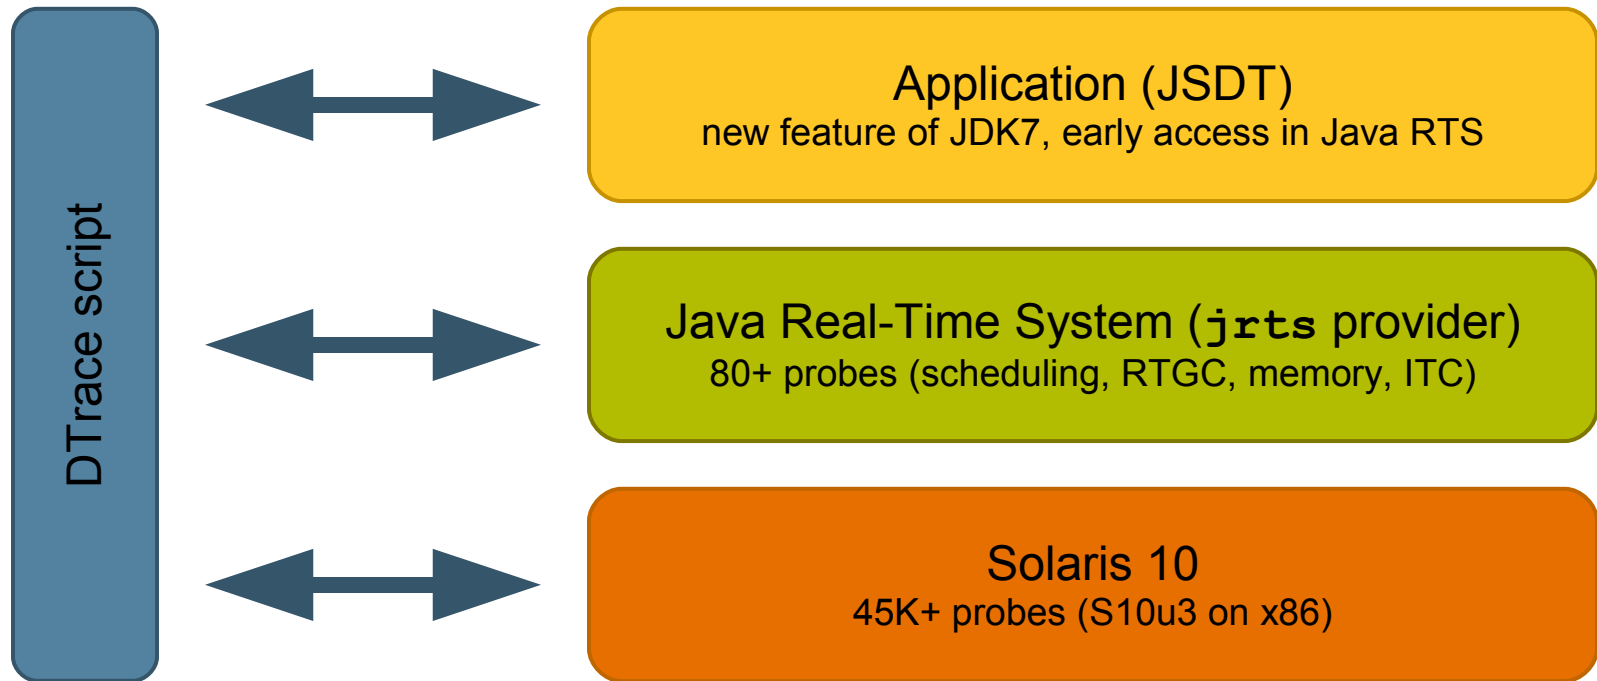 DTrace script
Application (JSDT)
new feature of JDK7, early access in Java RTS
Java Real-Time System (jrts provider)
80+ probes (scheduling, RTGC, memory, ITC)
Solaris 10
45K+ probes (S10u3 on x86)